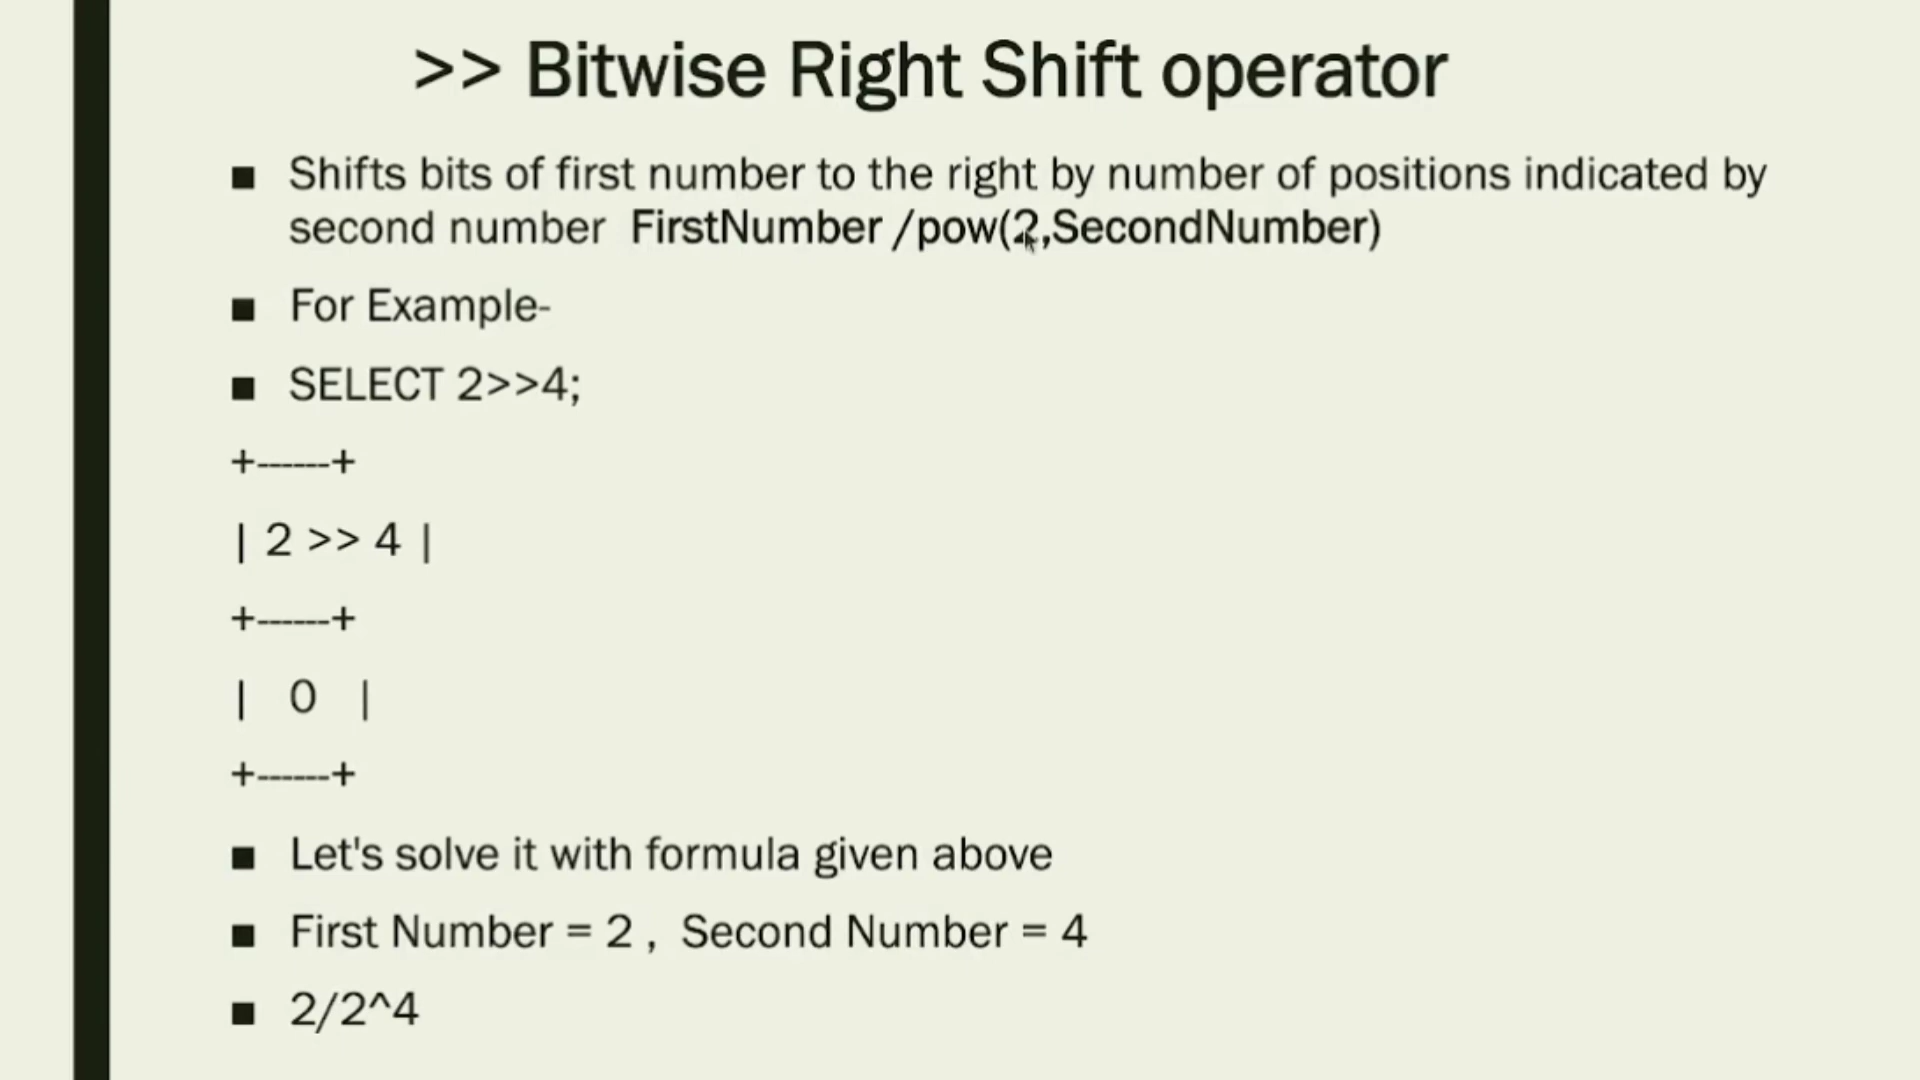 >> Bitwise Right Shift operator
■ Shifts bits of first number to the right by number of positions indicated by
second number FirstNumber /pow(2,SecondNumber)
■ For Example-
■ SELECT 2>>4;
+------+
| 2 >> 4 |
+------+
| 0 |
+------+
■ Let's solve it with formula given above
■ First Number = 2 , Second Number = 4
■ 2/2^4